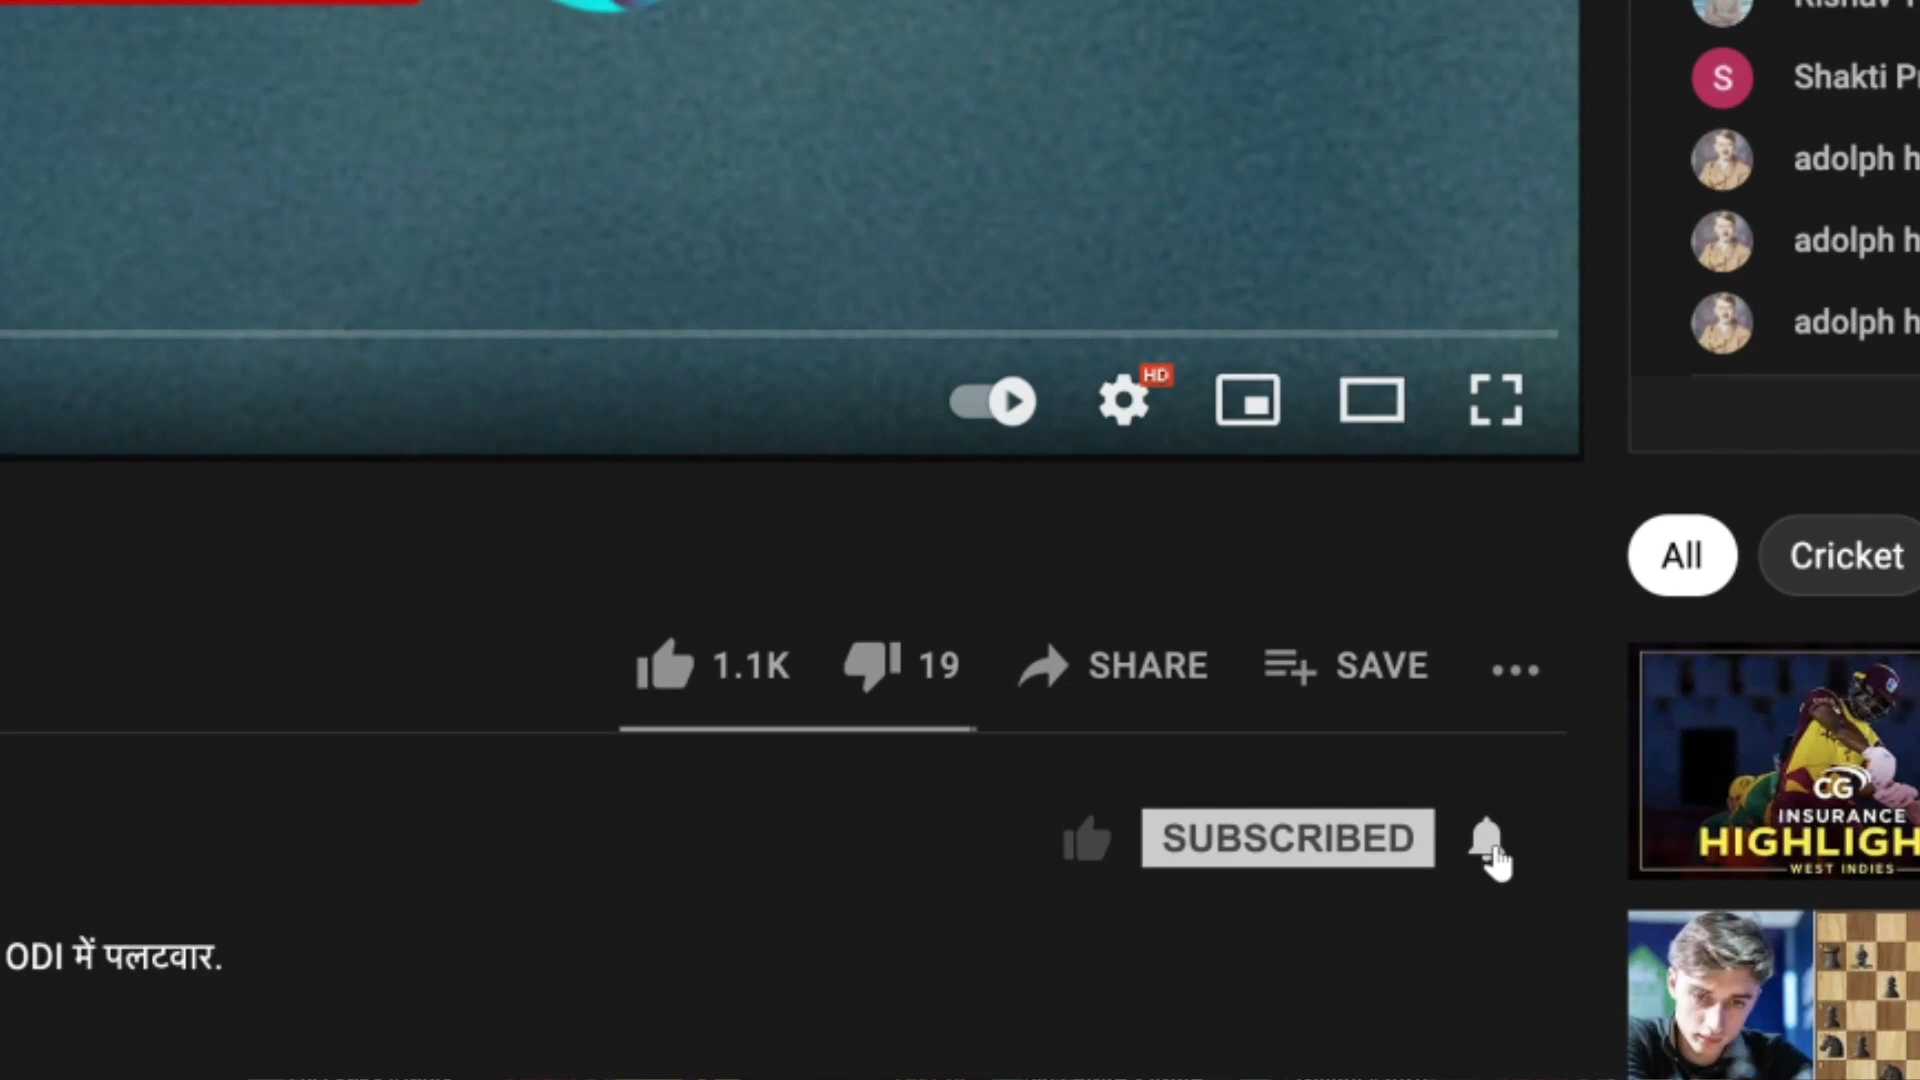 Shakti
adolph
adolph
adolph
HD
All
Cricket
1.1K
19
SHARE
SAVE
SUBSCRIBED
CG
INSURANCE
WEST INDIES
ODI में पलटवार.